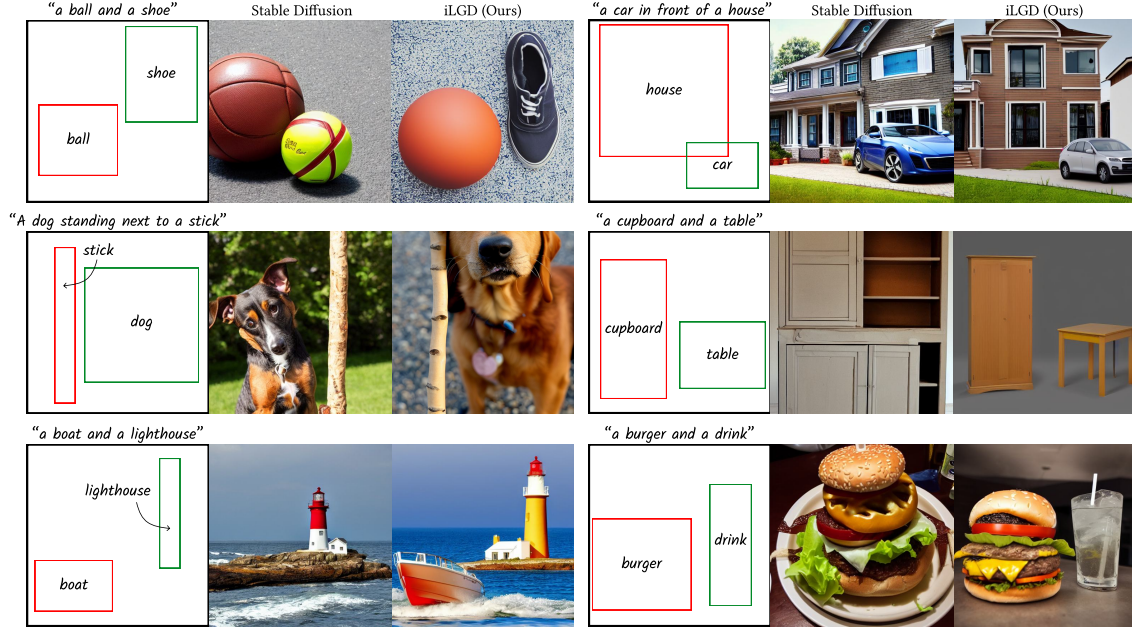 "a ball and a shoe"
Stable Diffusion
iLGD (Ours)
shoe
ball
"a car in front of a house"
Stable Diffusion
iLGD (Ours)
house
car
"A dog standing next to a stick"
stick
dog
"a cupboard and a table"
cupboard
table
"a boat and a lighthouse"
lighthouse
boat
"a burger and a drink"
burger
drink